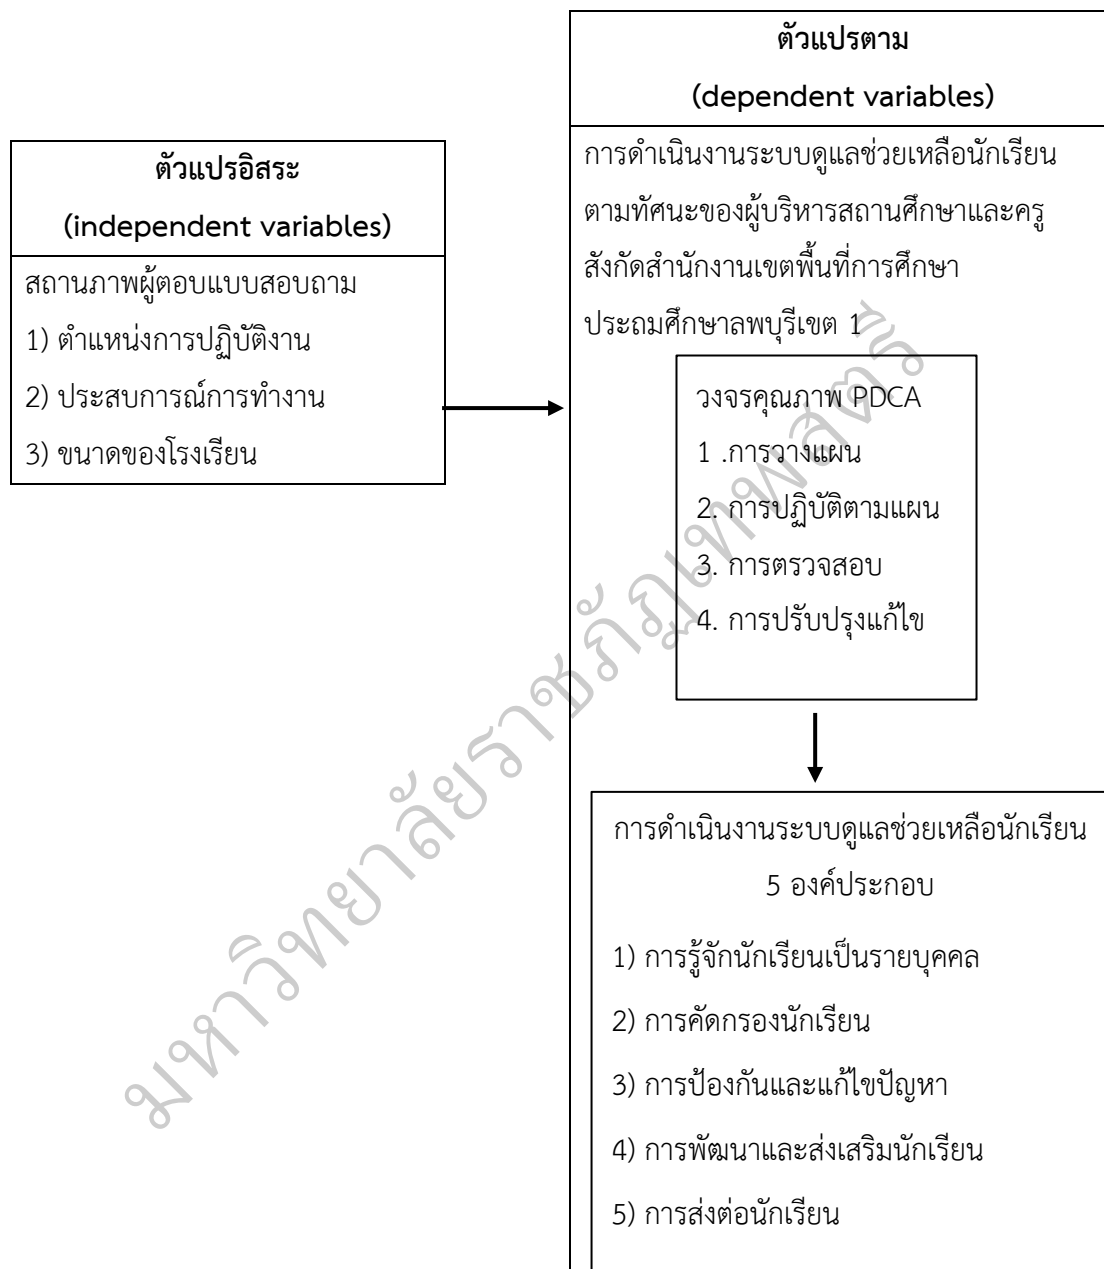 ตัวแปรอิสระ
(independent variables)
สถานภาพผู้ตอบแบบสอบถาม
1) ตำแหน่งการปฏิบัติงาน
2) ประสบการณ์การทำงาน
3) ขนาดของโรงเรียน
ตัวแปรตาม
(dependent variables)
การดำเนินงานระบบดูแลช่วยเหลือนักเรียน
ตามทัศนะของผู้บริหารสถานศึกษาและครู
สังกัดสำนักงานเขตพื้นที่การศึกษา
ประถมศึกษาลพบุรีเขต 1
วงจรคุณภาพ PDCA
1 .การวางแผน
2. การปฏิบัติตามแผน
3. การตรวจสอบ
4. การปรับปรุงแก้ไข
การดำเนินงานระบบดูแลช่วยเหลือนักเรียน
5 องค์ประกอบ
1) การรู้จักนักเรียนเป็นรายบุคคล
2) การคัดกรองนักเรียน
3) การป้องกันและแก้ไขปัญหา
4) การพัฒนาและส่งเสริมนักเรียน
5) การส่งต่อนักเรียน
มหาวิทยาลัยราชภัฏเทพสตรี